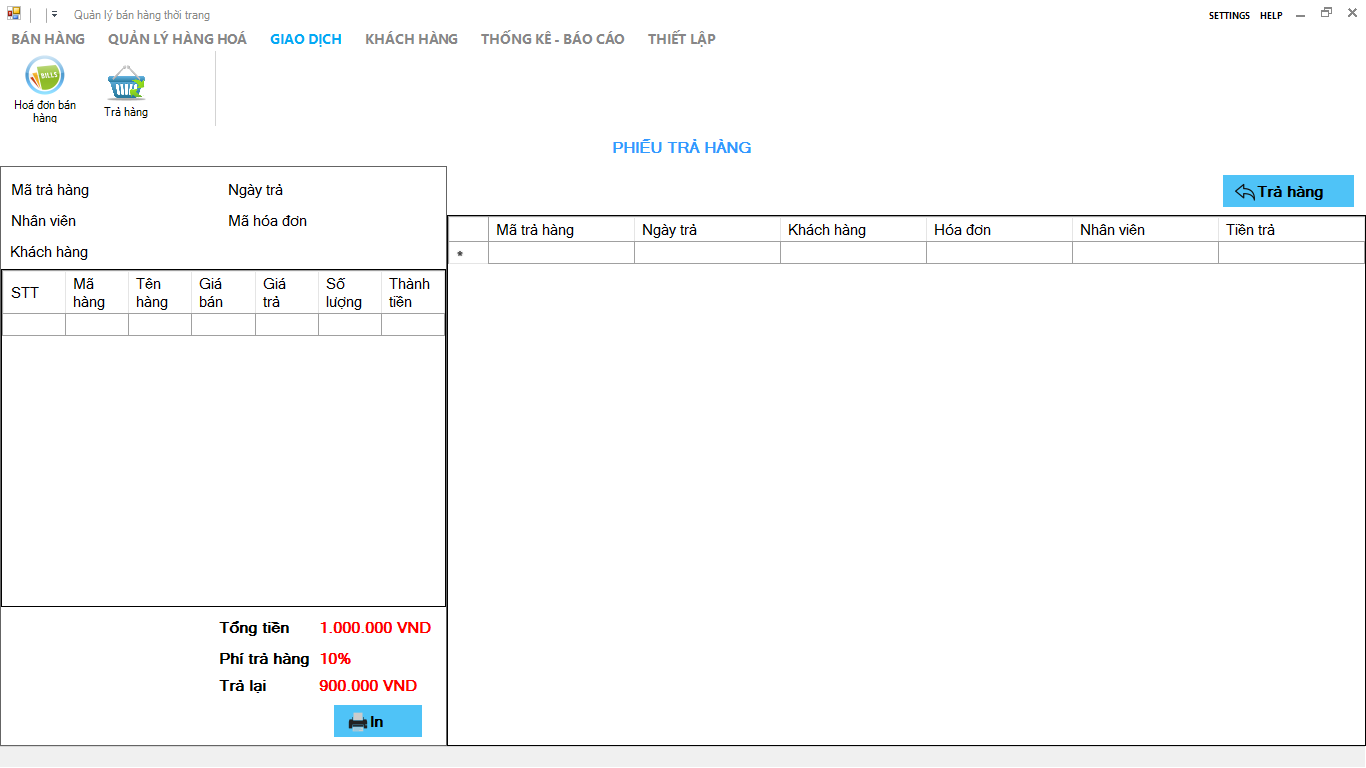 Quản lý bán hàng thời trang
SETTINGS HELP
BÁN HÀNG QUẢN LÝ HÀNG HOÁ GIAO DỊCH KHÁCH HÀNG THỐNG KÊ - BÁO CÁO THIẾT LẬP
BILLS
Hoá đơn bán
hàng
Trả hàng
PHIẾU TRẢ HÀNG
Mã trả hàng Ngày trả
Nhân viên Mã hóa đơn
Khách hàng
STT Mã hàng Tên hàng Giá bán Giá trả Số lượng Thành tiền
Tổng tiền 1.000.000 VND
Phí trả hàng 10%
Trả lại 900.000 VND
In
Trả hàng
Mã trả hàng Ngày trả Khách hàng Hóa đơn Nhân viên Tiền trả
*